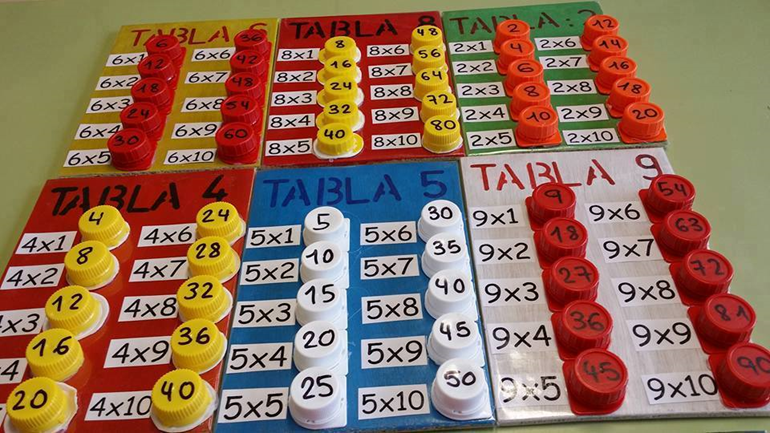 TABLA 6
6x1 6 6x6 36
6x2 12 6x7 42
6x3 18 6x8 48
6x4 24 6x9 54
6x5 30 6x10 60
TABLA 8
8x1 8 8x6 48
8x2 16 8x7 56
8x3 24 8x8 64
8x4 32 8x9 72
8x5 40 8x10 80
TABLA: 2
2x1 2 2x6 12
2x2 4 2x7 14
2x3 6 2x8 16
2x4 8 2x9 18
2x5 10 2x10 20
TABLA 4
4x1 4 4x6 24
4x2 8 4x7 28
4x3 12 4x8 32
x4 16 4x9 36
20 4x10 40
TABLA 5
5x1 5 5x6 30
5x2 10 5x7 35
5x3 15 5x8 40
5x4 20 5x9 45
5x5 25 5x10 50
TABLA 9
9x1 9 9x6 54
9x2 18 9x7 63
9x3 27 9x8 72
9x4 36 9x9 81
9x5 45 9x10 90